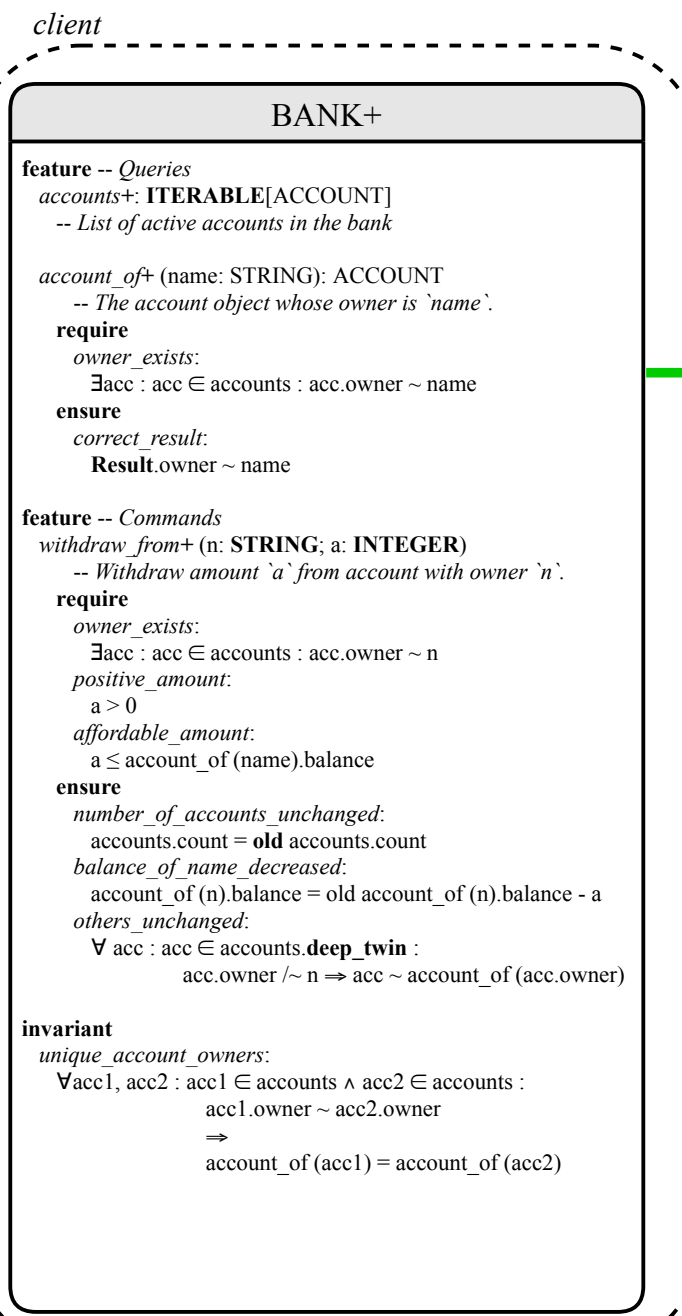 client
BANK+
feature -- Queries
accounts+: ITERABLE[ACCOUNT]
-- List of active accounts in the bank
account_of+ (name: STRING): ACCOUNT
-- The account object whose owner is `name`.
require
owner_exists:
∃acc : acc ∈ accounts : acc.owner ~ name
ensure
correct_result:
Result.owner ~ name
feature -- Commands
withdraw_from+ (n: STRING; a: INTEGER)
-- Withdraw amount `a` from account with owner `n`.
require
owner_exists:
∃acc : acc ∈ accounts : acc.owner ~ n
positive_amount:
a > 0
affordable_amount:
a ≤ account_of (name).balance
ensure
number_of_accounts_unchanged:
accounts.count = old accounts.count
balance_of_name_decreased:
account_of (n).balance = old account_of (n).balance - a
others_unchanged:
∀ acc : acc ∈ accounts.deep_twin :
acc.owner /~ n ⇒ acc ~ account_of (acc.owner)
invariant
unique_account_owners:
∀acc1, acc2 : acc1 ∈ accounts ∧ acc2 ∈ accounts :
acc1.owner ~ acc2.owner
⇒
account_of (acc1) = account_of (acc2)